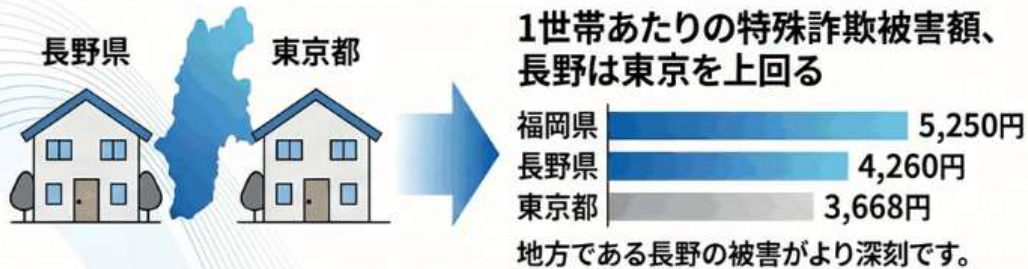 長野県
東京都
1世帯あたりの特殊詐欺被害額、
長野は東京を上回る
福岡県 5,250円
長野県 4,260円
東京都 3,668円
地方である長野の被害がより深刻です。